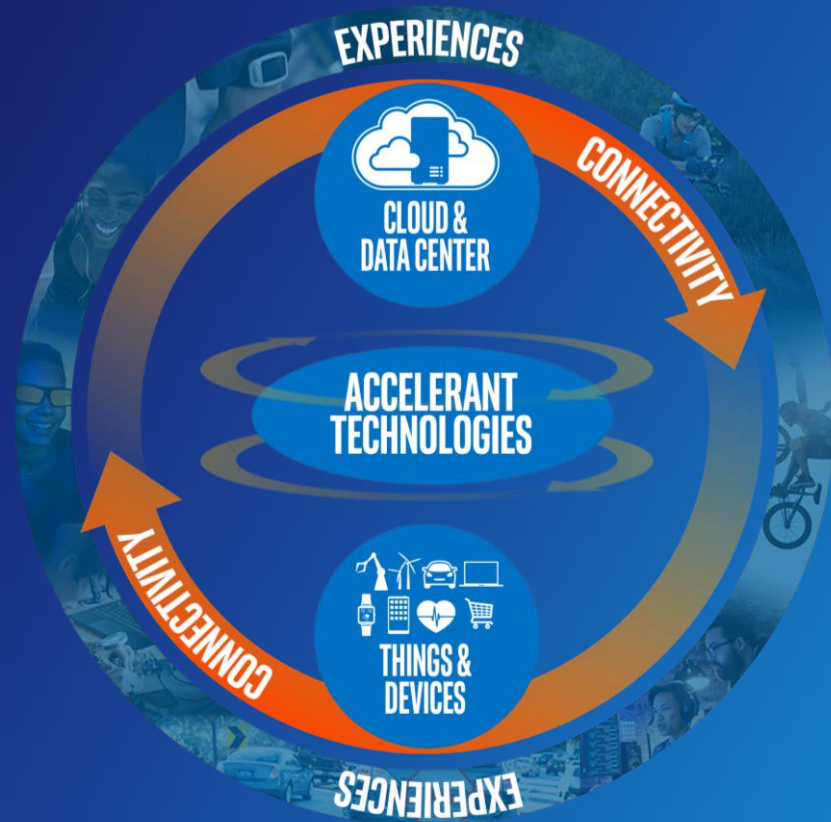 EXPERIENCES
CONNECTIVITY
CLOUD &
DATA CENTER
ACCELERANT
TECHNOLOGIES
CONNECTIVITY
THINGS &
DEVICES
EXPERIENCES